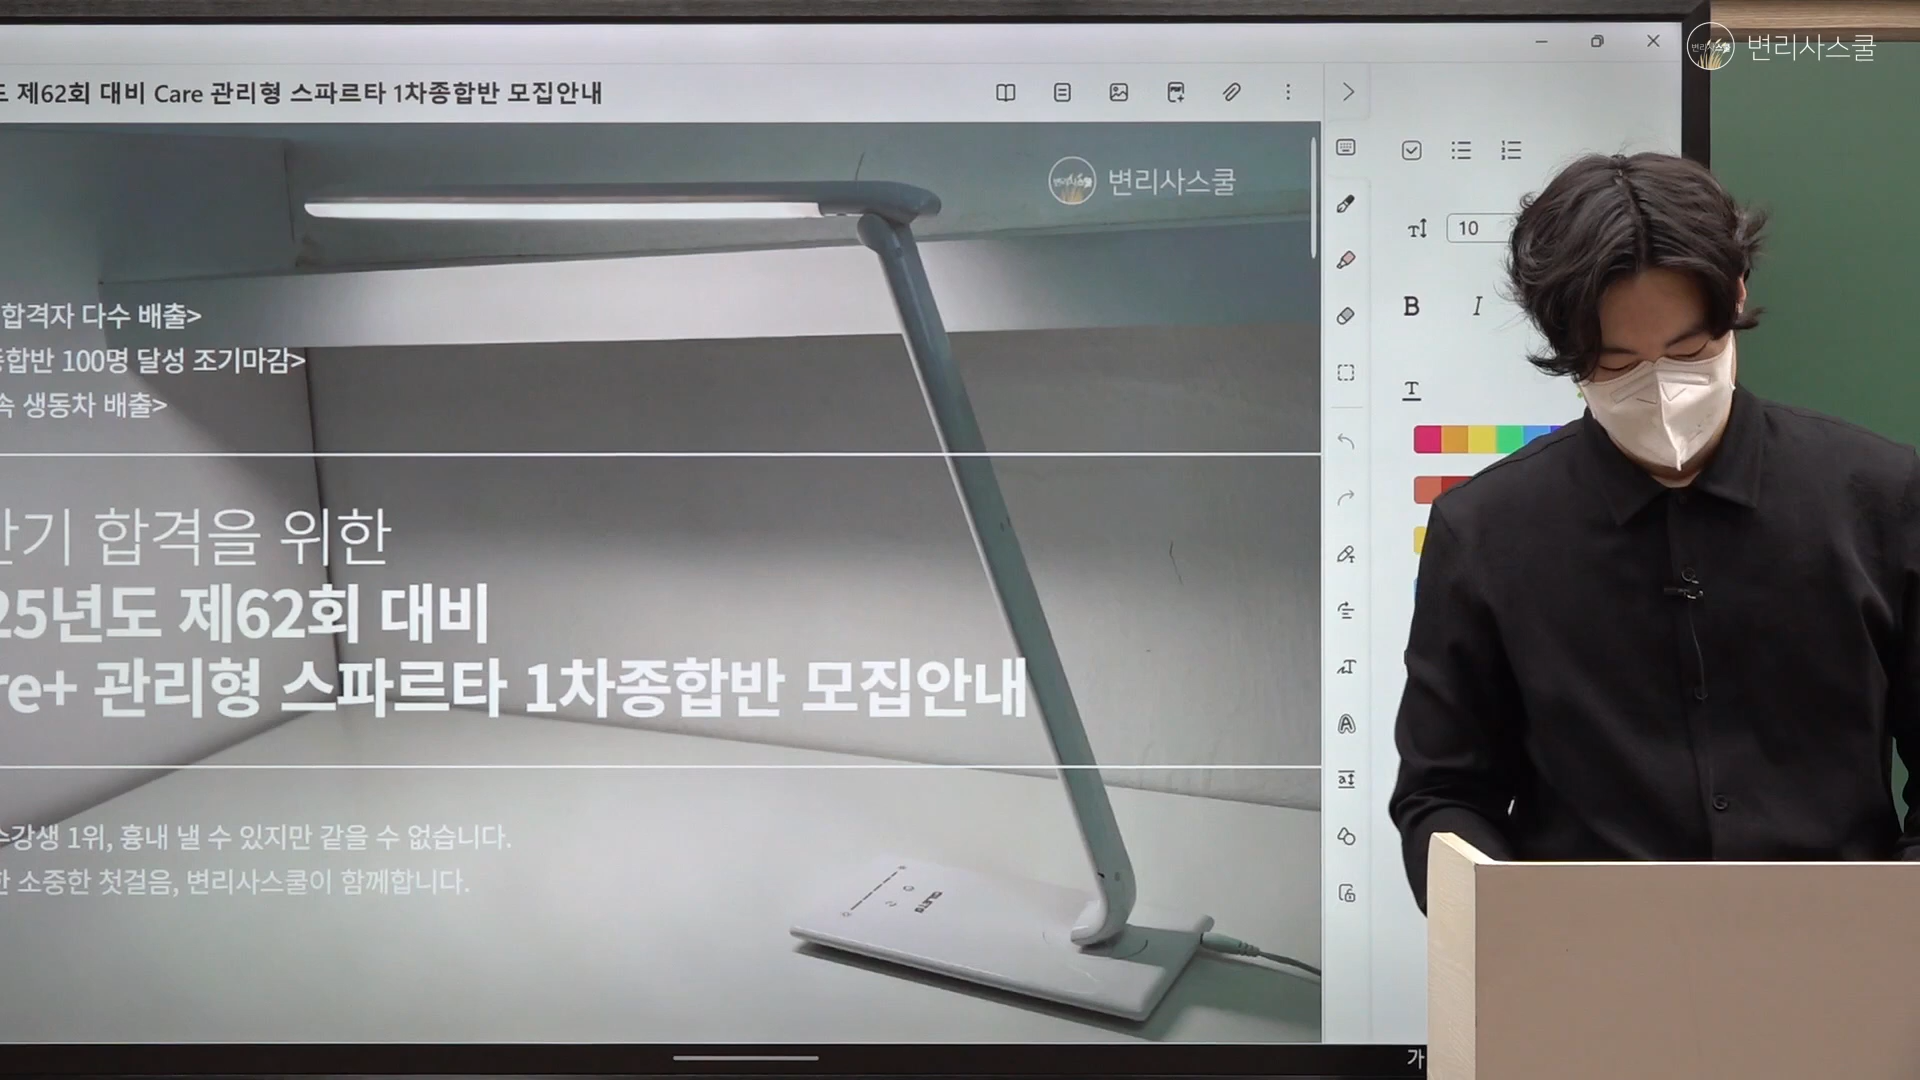 제62회 대비 Care 관리형 스파르타 1차종합반 모집안내
변리사스쿨
변리사스쿨
10
B I
T
합격자 다수 배출>
종합반 100명 달성 조기마감>
속 생동차 배출>
반기 합격을 위한
25년도 제62회 대비
re+ 관리형 스파르타 1차종합반 모집안내
수강생 1위, 흉내 낼 수 있지만 같을 수 없습니다.
한 소중한 첫걸음, 변리사스쿨이 함께합니다.
가